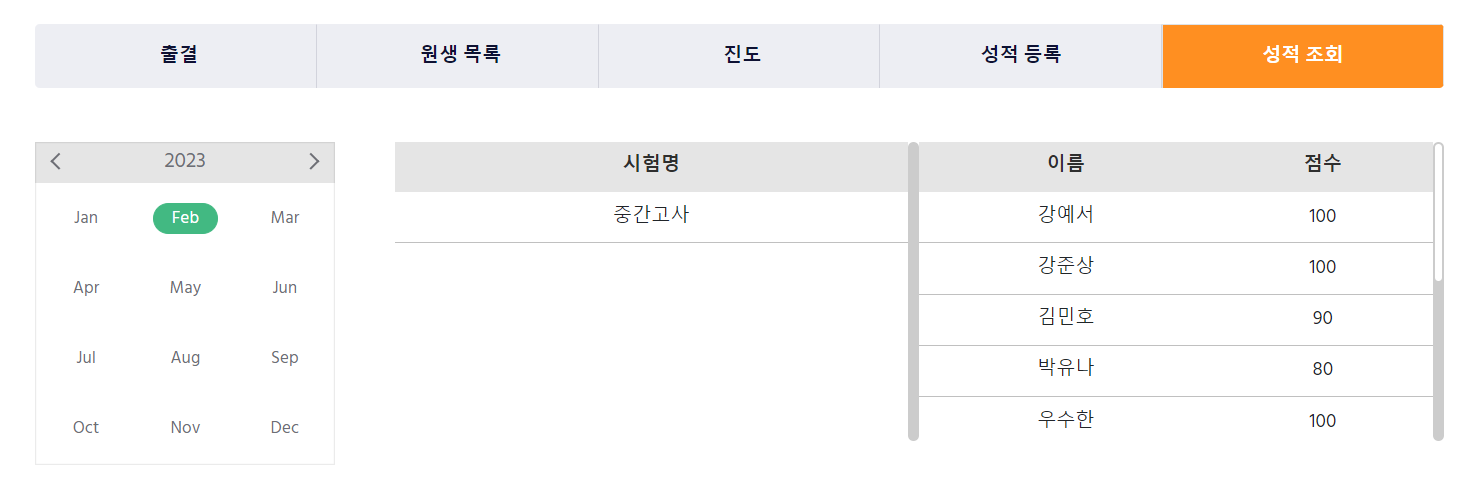 출결 원생 목록 진도 성적 등록 성적 조회
2023
Jan Feb Mar
Apr May Jun
Jul Aug Sep
Oct Nov Dec
시험명
중간고사
이름 점수
강예서 100
강준상 100
김민호 90
박유나 80
우수한 100